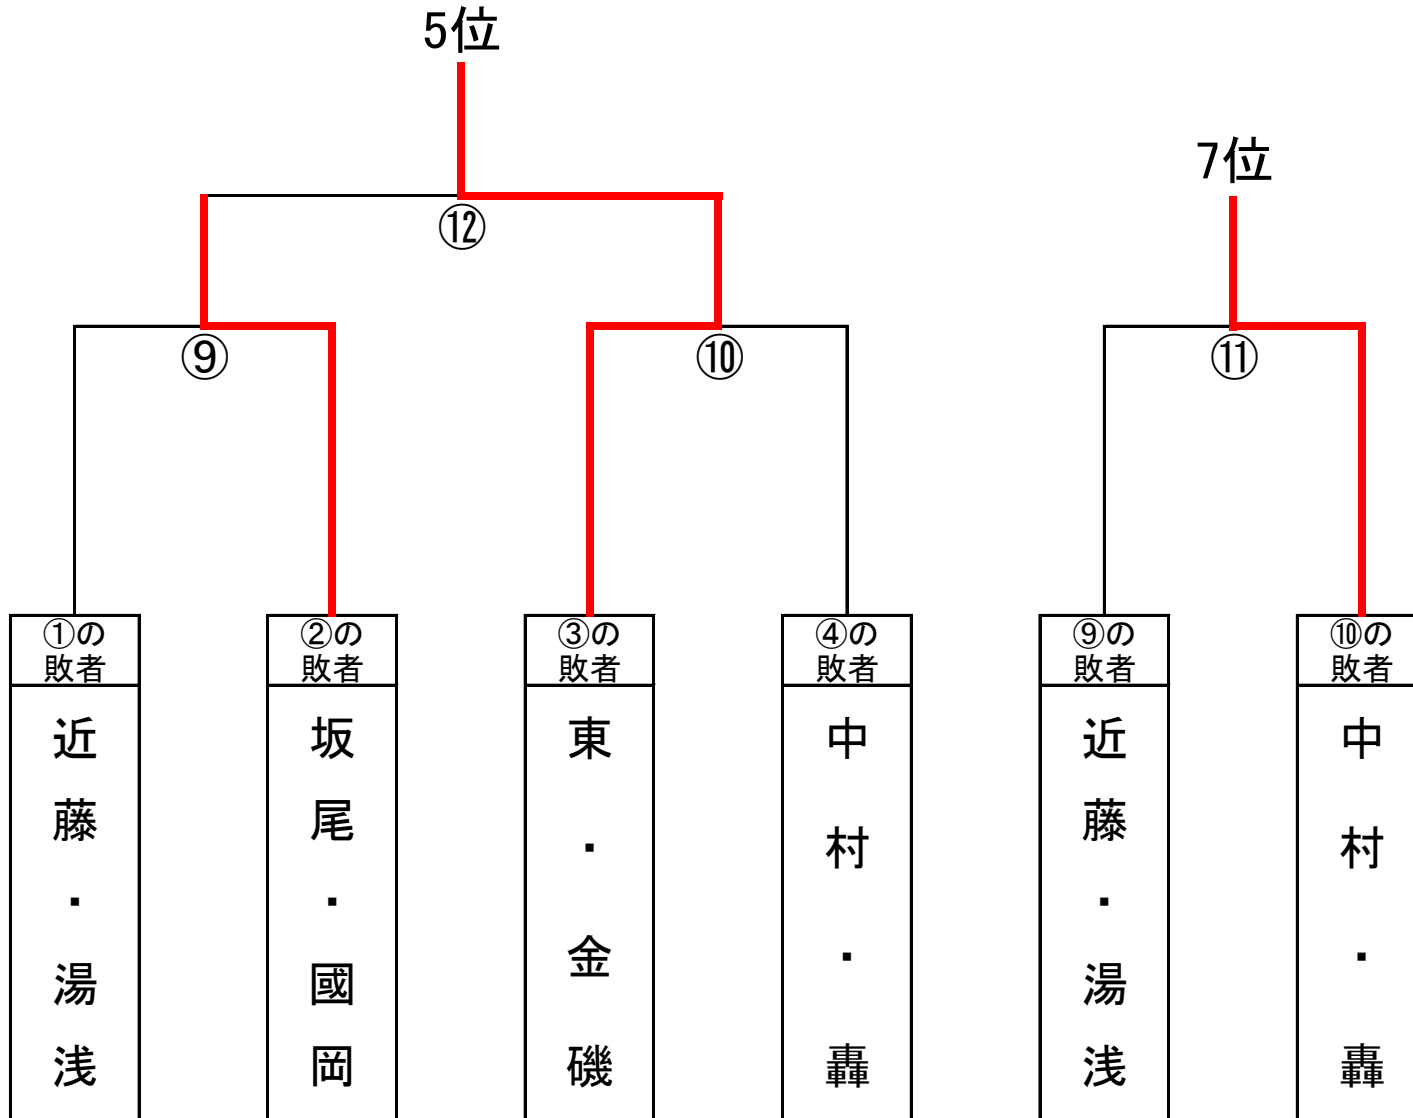 5位
7位
⑫
⑨
⑩
⑪
①の
敗者
②の
敗者
③の
敗者
④の
敗者
⑨の
敗者
⑩の
敗者
近藤・湯浅
坂尾・國岡
東・金磯
中村・轟
近藤・湯浅
中村・轟